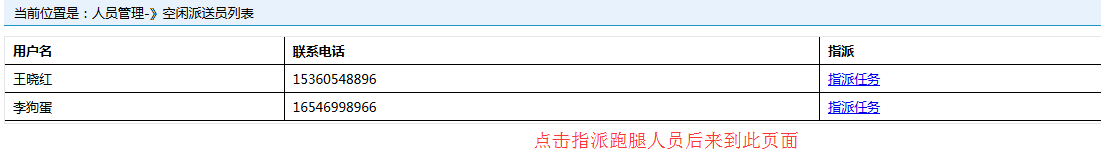 当前位置是：人员管理-》空闲派送员列表
用户名 联系电话 指派
王晓红 15360548896 指派任务
李狗蛋 16546998966 指派任务
点击指派跑腿人员后来到此页面